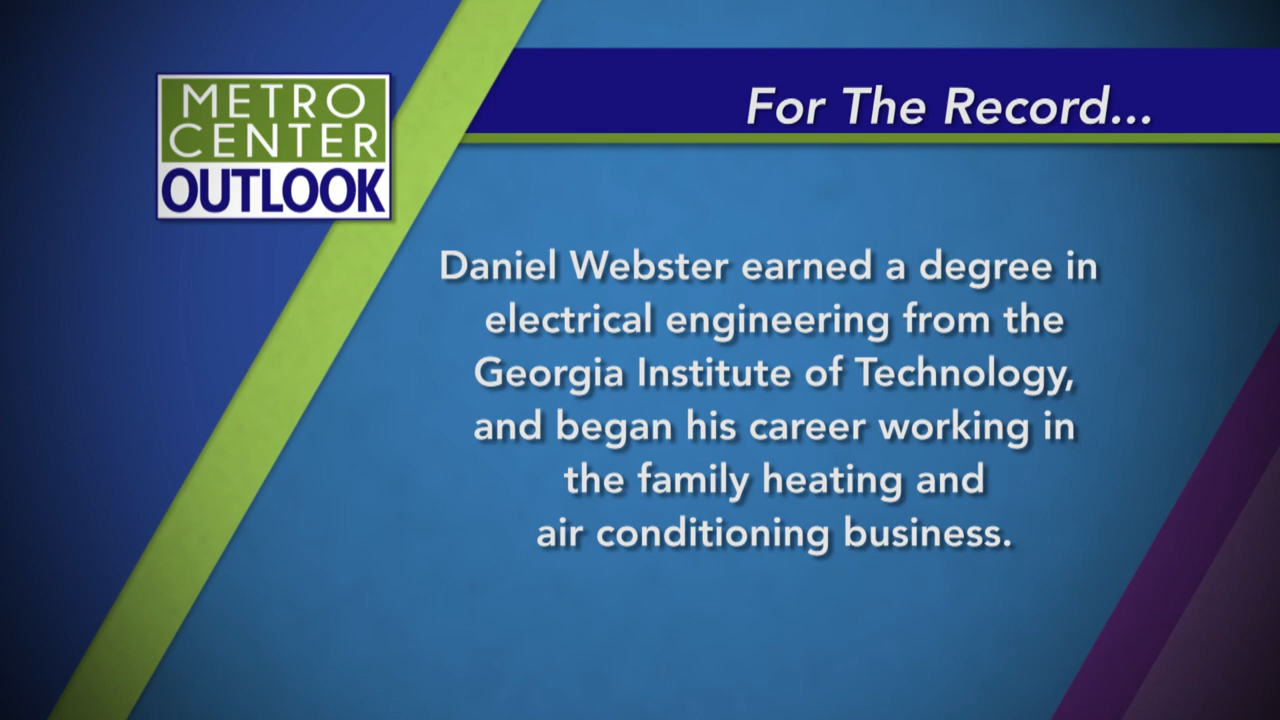 METRO
CENTER
OUTLOOK
For The Record...
Daniel Webster earned a degree in
electrical engineering from the
Georgia Institute of Technology,
and began his career working in
the family heating and
air conditioning business.